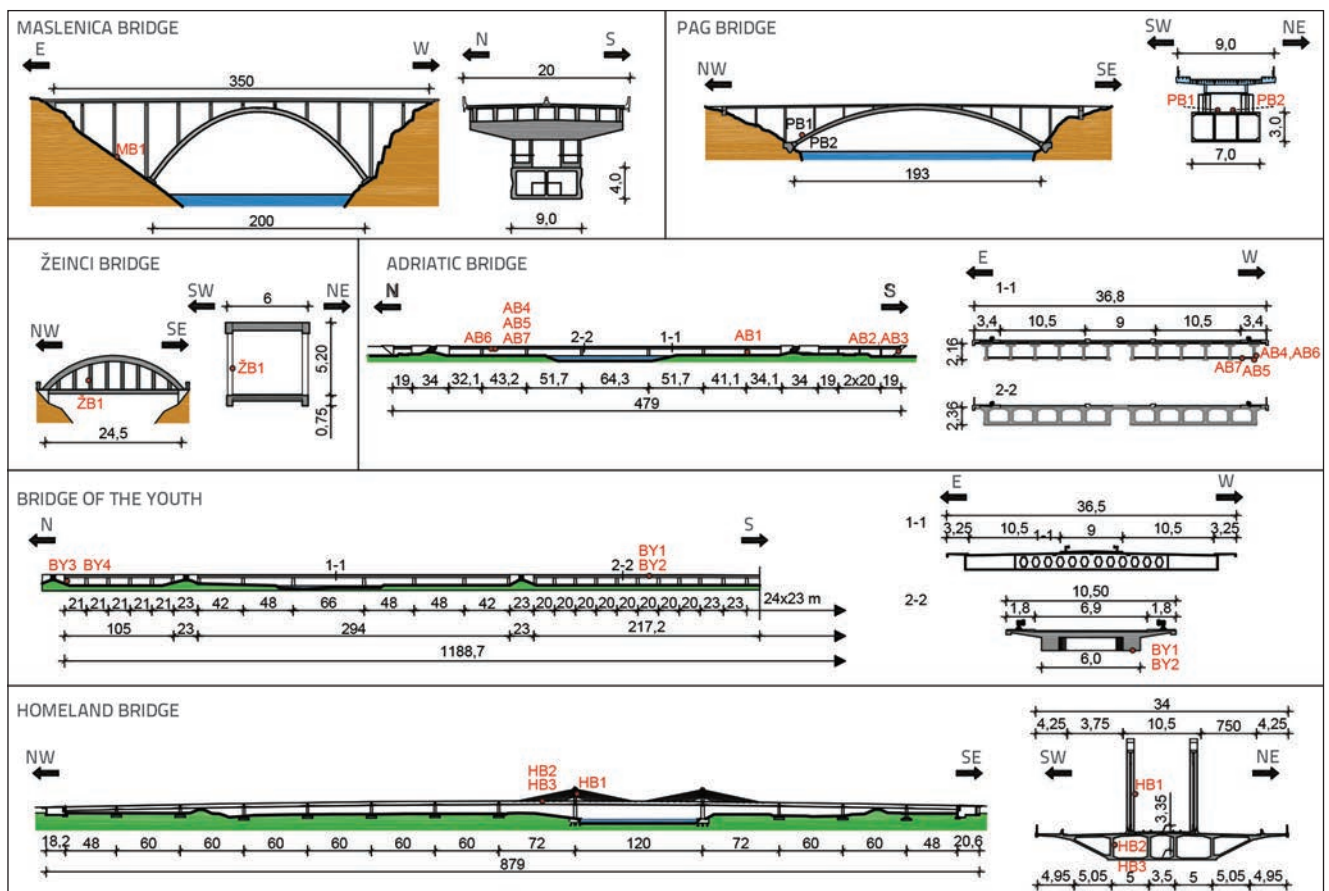 MASLENICA BRIDGE
E W
350
MB1
200
N S
20
4,0
9,0
PAG BRIDGE
NW SE
PB1
PB2
193
SW NE
9,0
PB1 PB2
3,0
7,0
ŽEINCI BRIDGE
NW SE
ŽB1
24,5
SW NE
6
ŽB1
5,20
0,75
ADRIATIC BRIDGE
N S
AB4
AB5
AB6 AB7 2-2 1-1 AB1 AB2,AB3
19 34 32,1 43,2 51,7 64,3 51,7 41,1 34,1 34 19 2x20 19
479
E W
1-1
36,8
3,4 10,5 9 10,5 3,4
2,16
AB4,AB6
AB7 AB5
2-2
2,36
BRIDGE OF THE YOUTH
N S
BY3 BY4 1-1 2-2 BY1
BY2
21 21 21 21 21 23 42 48 66 48 48 42 23 20 20 20 20 20 20 20 20 23 23 24x23 m
105 23 294 23 217,2
1188,7
E W
36,5
1-1
3,25 10,5 1-1 9 10,5 3,25
2-2
10,50
1,8 6,9 1,8
6,0
BY1
BY2
HOMELAND BRIDGE
NW SE
HB2
HB3 HB1
18,2 48 60 60 60 60 60 72 120 72 60 60 48 20,6
879
34
4,25 3,75 10,5 750 4,25
SW NE
HB1
3,35
HB2
HB3
4,95 5,05 5 3,5 5 5,05 4,95